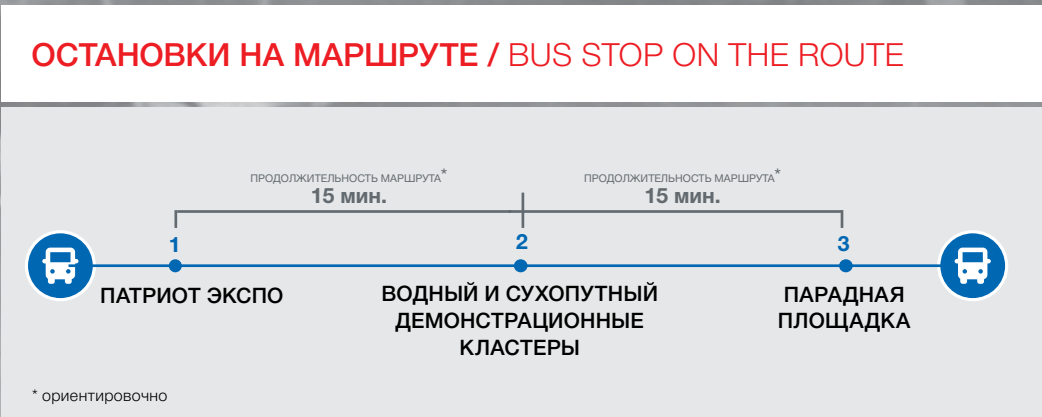 ОСТАНОВКИ НА МАРШРУТЕ / BUS STOP ON THE ROUTE
ПРОДОЛЖИТЕЛЬНОСТЬ МАРШРУТА*
15 мин.
ПРОДОЛЖИТЕЛЬНОСТЬ МАРШРУТА*
15 мин.
1
2
3
ПАТРИОТ ЭКСПО
ВОДНЫЙ И СУХОПУТНЫЙ
ДЕМОНСТРАЦИОННЫЕ
КЛАСТЕРЫ
ПАРАДНАЯ
ПЛОЩАДКА
* ориентировочно